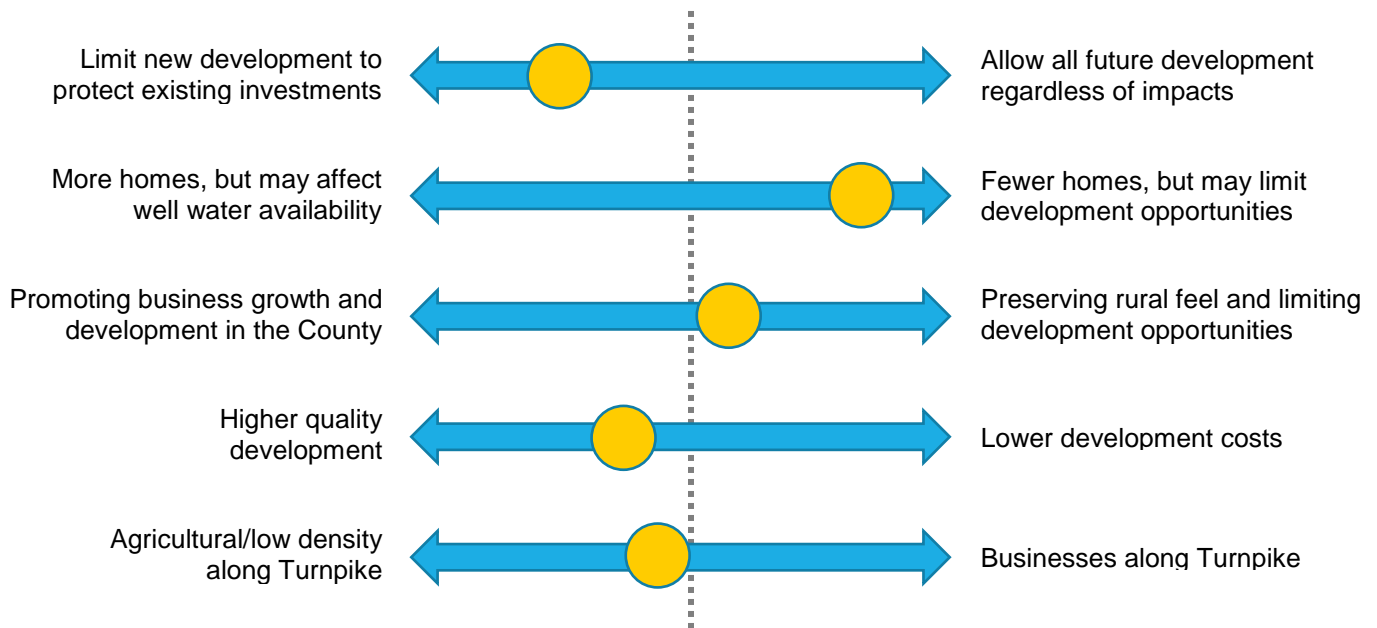 Limit new development to
protect existing investments
Allow all future development
regardless of impacts
More homes, but may affect
well water availability
Fewer homes, but may limit
development opportunities
Promoting business growth and
development in the County
Preserving rural feel and limiting
development opportunities
Higher quality
development
Lower development costs
Agricultural/low density
along Turnpike
Businesses along Turnpike